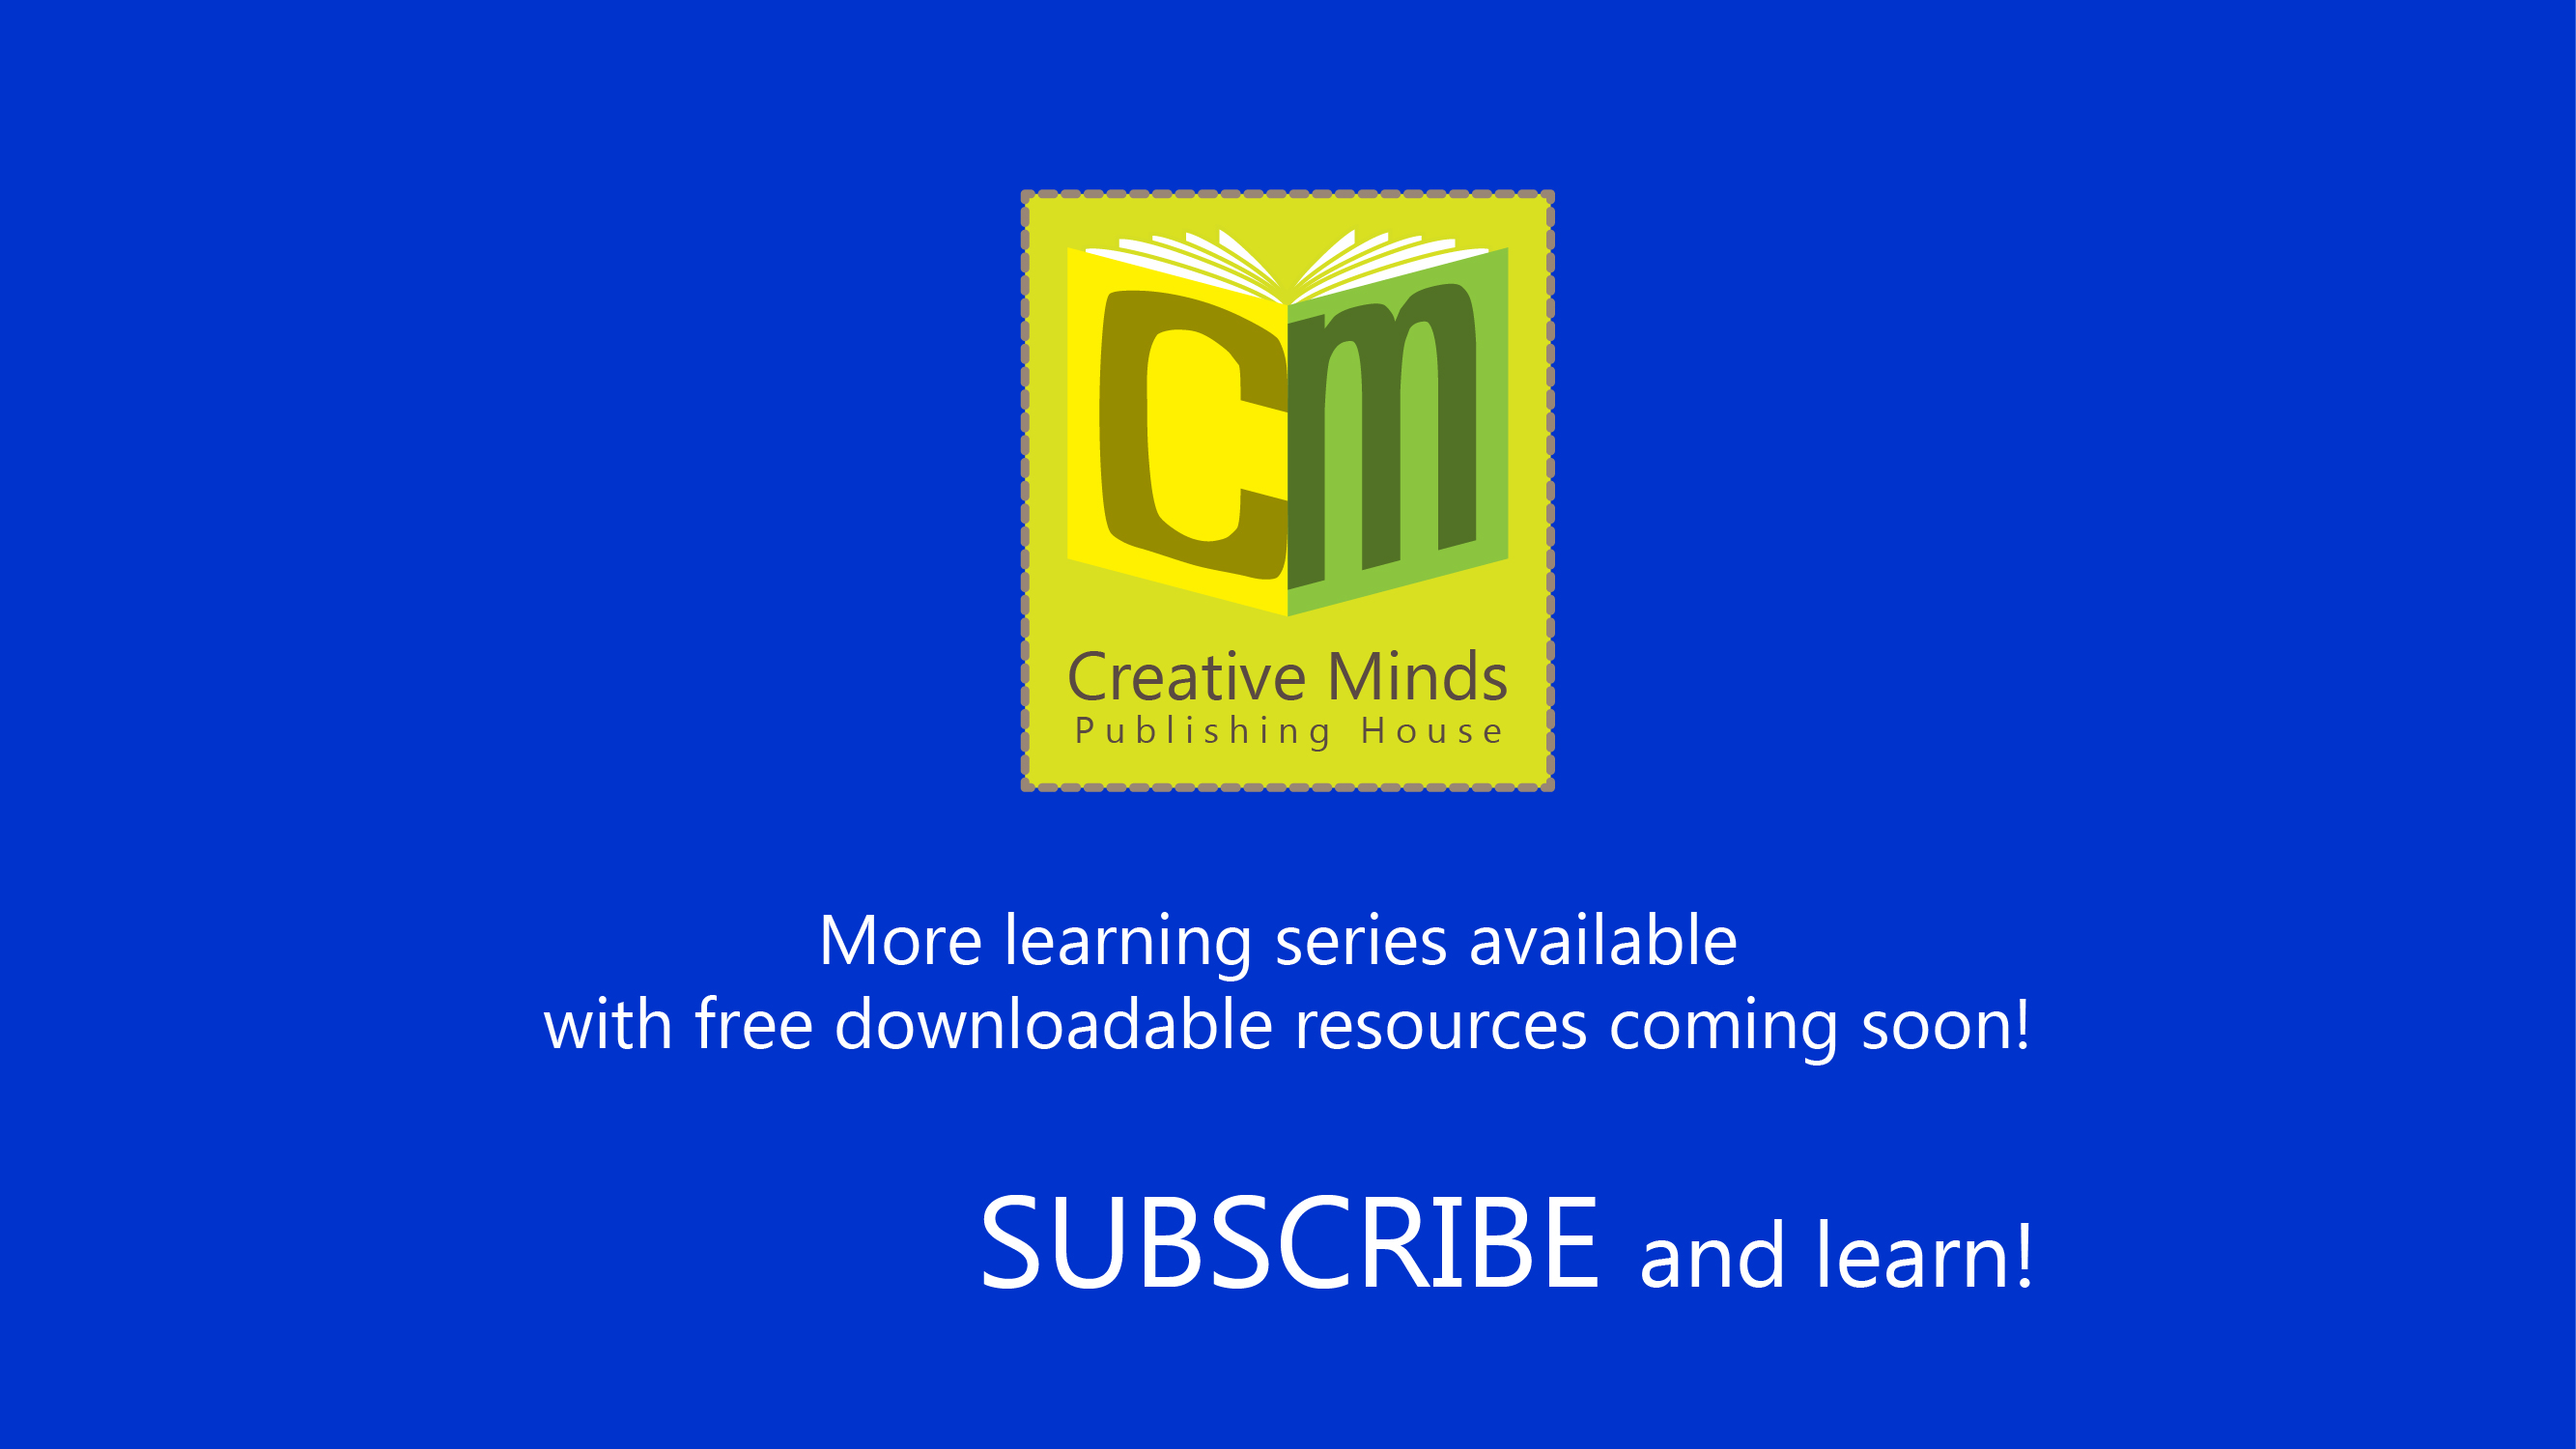 Cm
Creative Minds
Publishing House
More learning series available
with free downloadable resources coming soon!
SUBSCRIBE and learn!